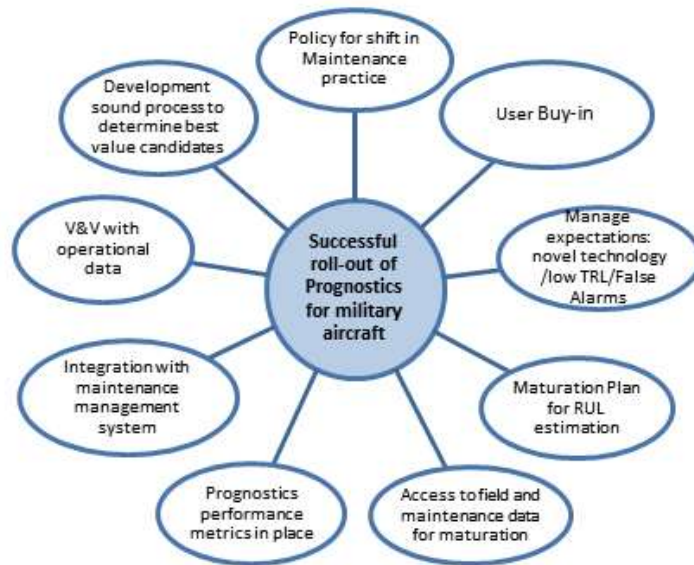 Policy for shift in
Maintenance
practice
Development
sound process to
determine best
value candidates
User Buy-in
V&V with
operational
data
Successful
roll-out of
Prognostics
for military
aircraft
Manage
expectations:
novel technology
/low TRL/False
Alarms
Integration with
maintenance
management
system
Maturation Plan
for RUL
estimation
Prognostics
performance
metrics in place
Access to field and
maintenance data
for maturation